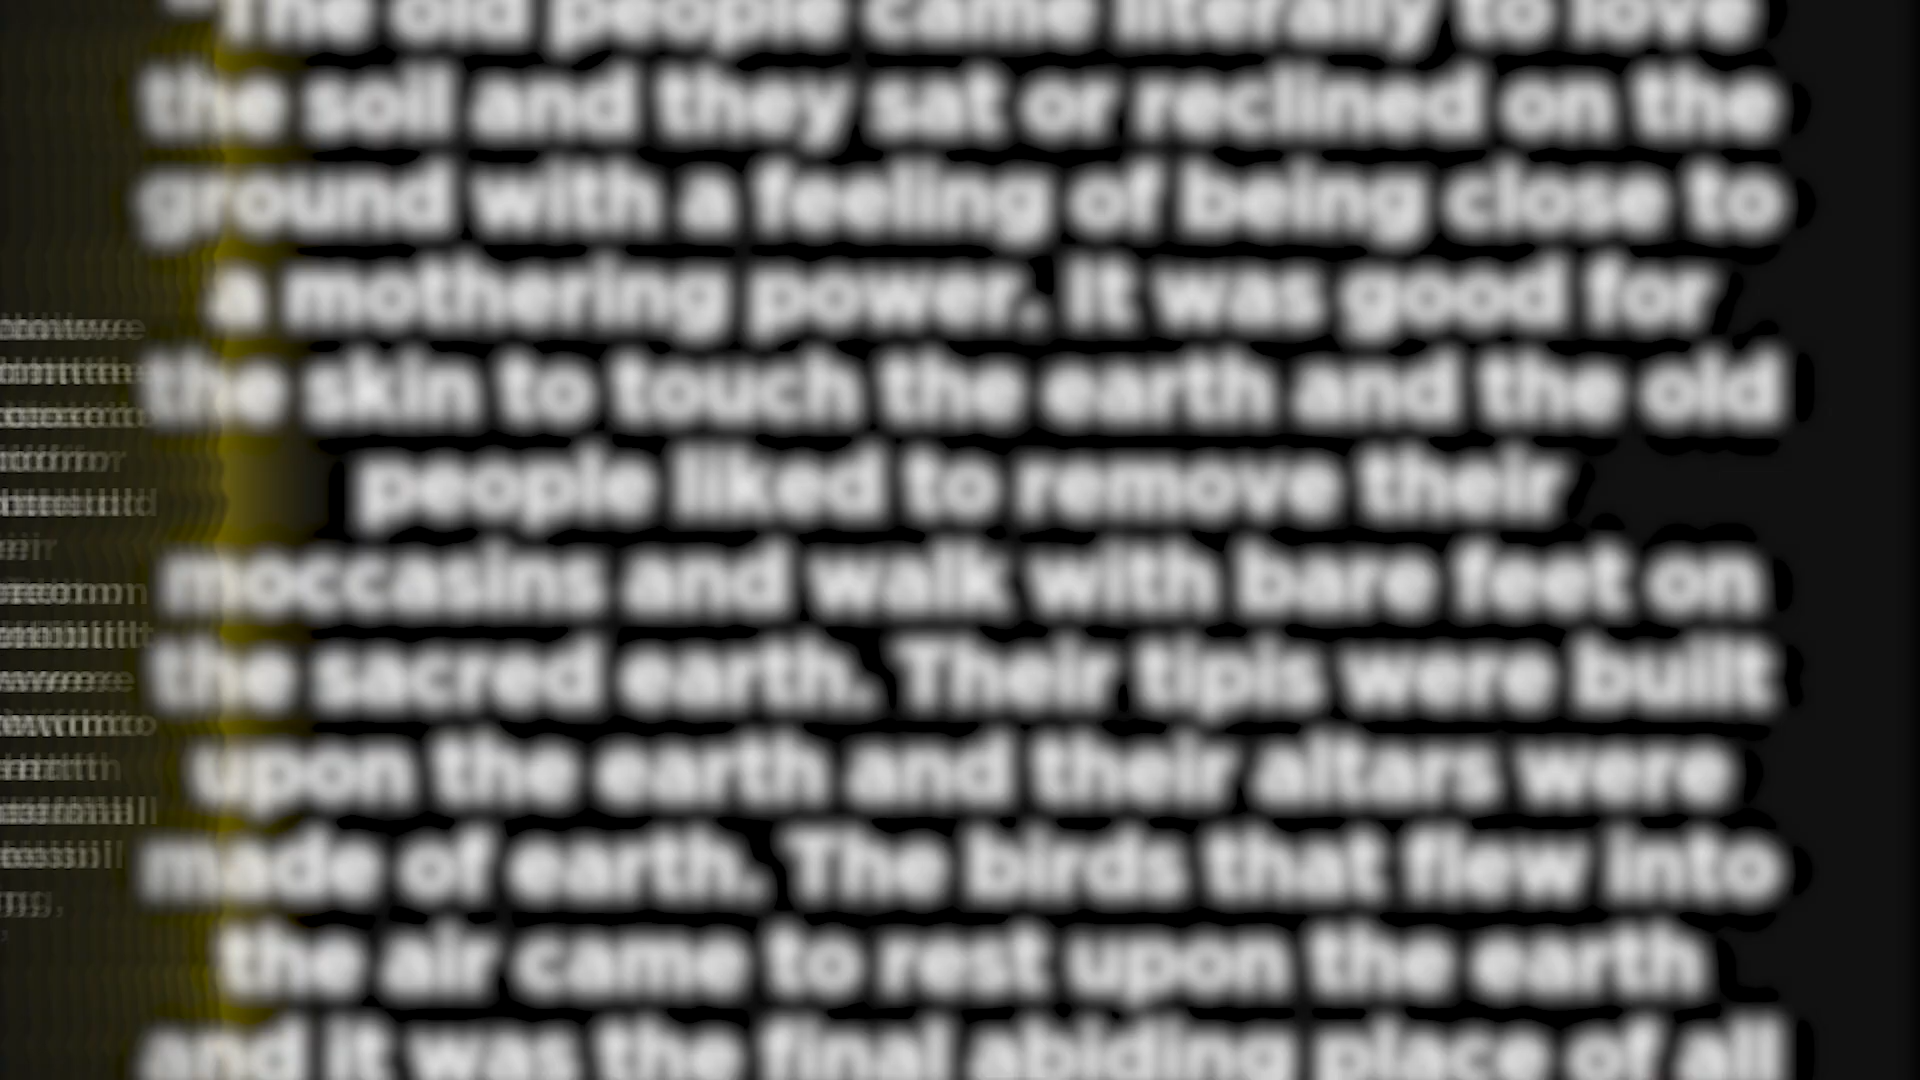 "The old people came literally to love
the soil and they sat or reclined on the
ground with a feeling of being close to
a mothering power. It was good for
the skin to touch the earth and the old
people liked to remove their
moccasins and walk with bare feet on
the sacred earth. Their tipis were built
upon the earth and their altars were
made of earth. The birds that flew into
the air came to rest upon the earth
and it was the final abiding place of all